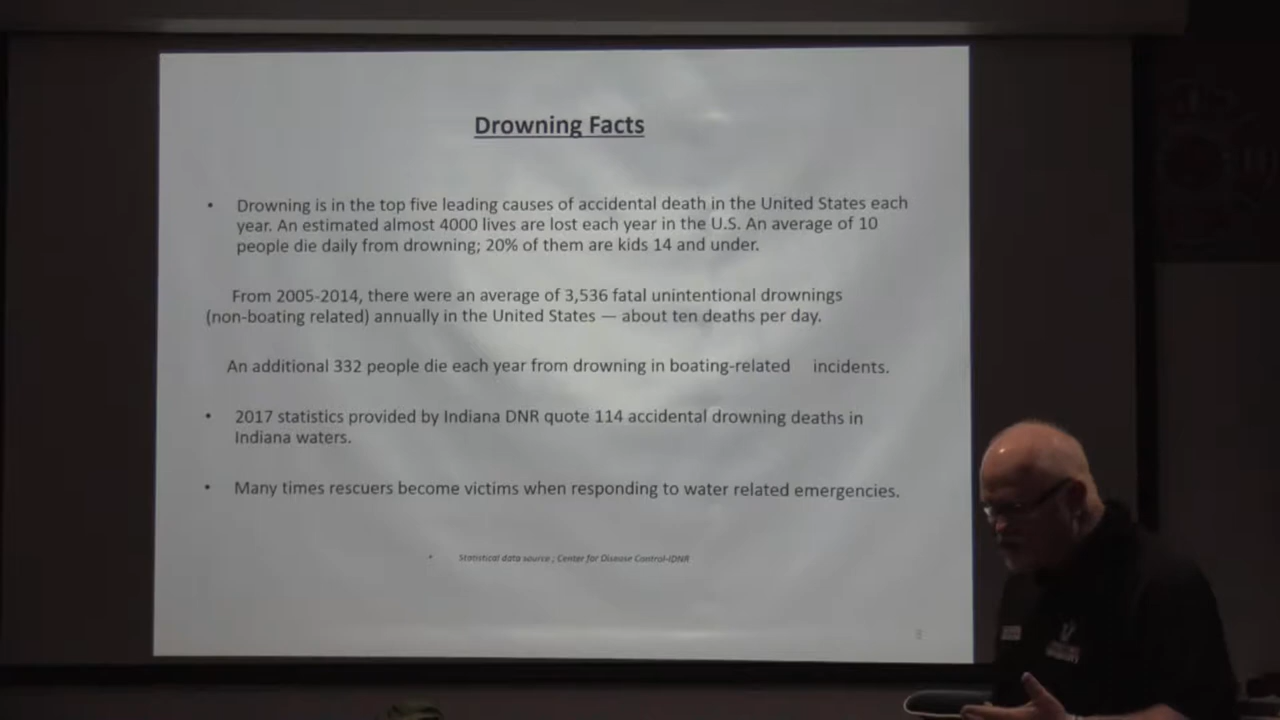 Drowning Facts
• Drowning is in the top five leading causes of accidental death in the United States each
year. An estimated almost 4000 lives are lost each year in the U.S. An average of 10
people die daily from drowning; 20% of them are kids 14 and under.
From 2005-2014, there were an average of 3,536 fatal unintentional drownings
(non-boating related) annually in the United States — about ten deaths per day.
An additional 332 people die each year from drowning in boating-related incidents.
• 2017 statistics provided by Indiana DNR quote 114 accidental drowning deaths in
Indiana waters.
• Many times rescuers become victims when responding to water related emergencies.
• Statistical data source ; Center for Disease Control-IDNR